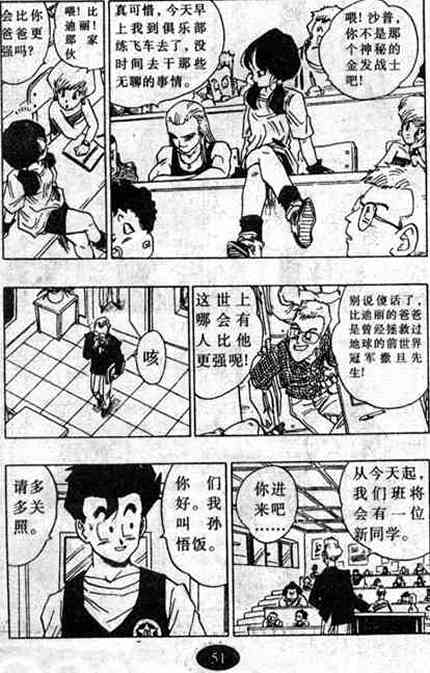 喂！沙普，
你不是那
个神秘的
金发战士
吧！
真可惜，今天早
上我到俱乐部
练飞车去了，没
时间去干那些
无聊的事情。
喂！比
迪丽！
那家
伙
会比你
爸爸更
强吗？
别说傻话了，
比迪丽的爸爸
是曾经拯救过
地球的前世界
冠军撒旦先
生！
这世上
哪会有
人比他
更强呢！
咳
从今天起，
我们班将
会有一位
新同学。
你进
来吧
……
你们
好。我
叫孙
悟饭。
请多
多关
照。
51